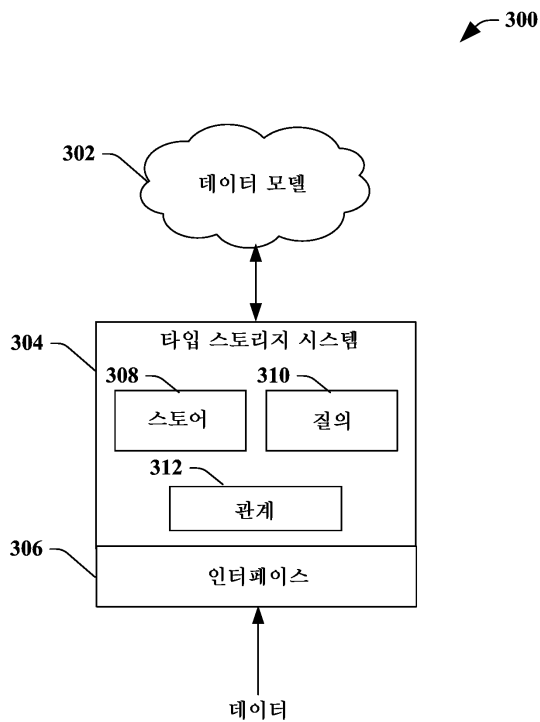 300
302
데이터 모델
304
타입 스토리지 시스템
308
310
스토어
질의
312
관계
306
인터페이스
데이터